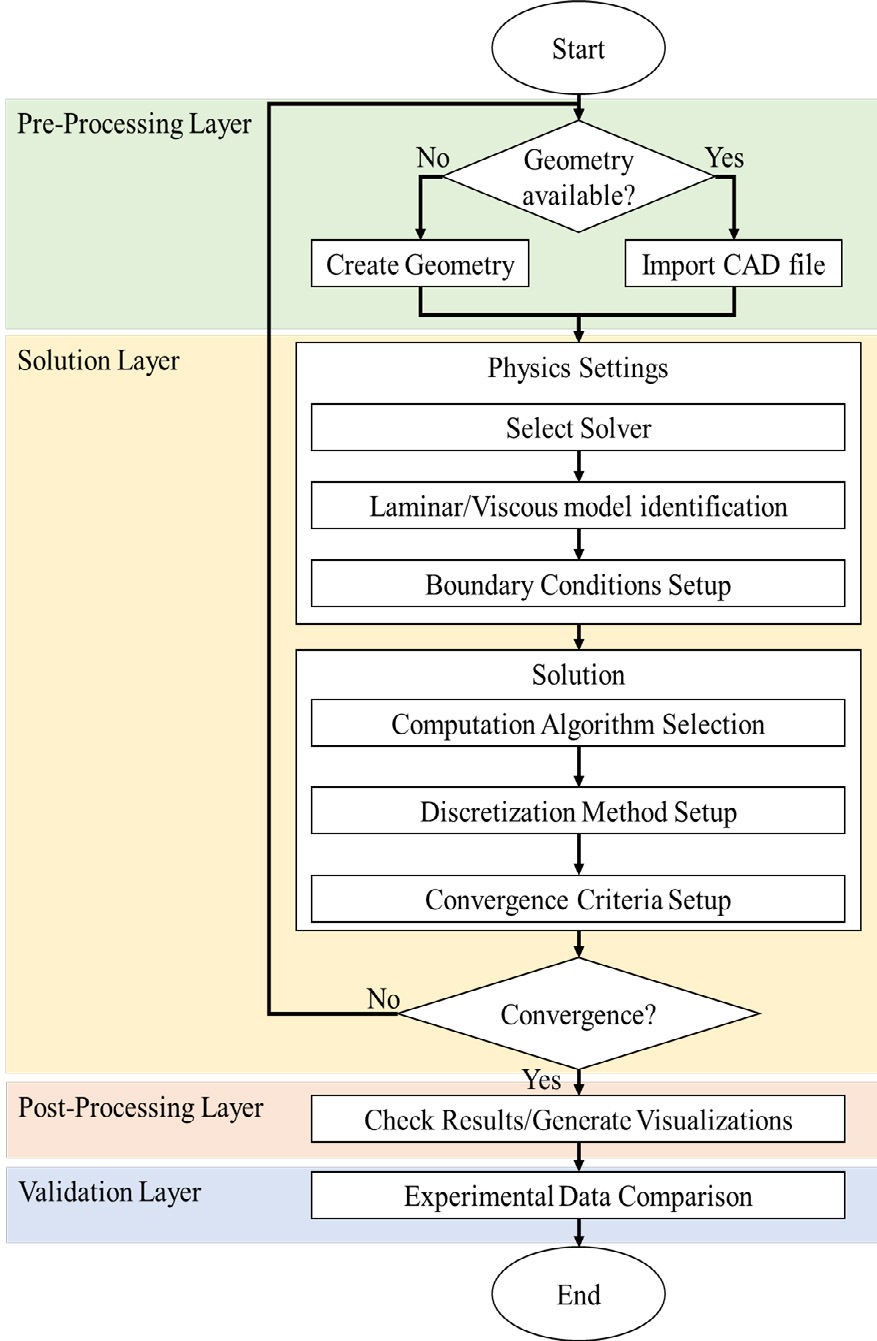 Start
Pre-Processing Layer
No
Geometry
available?
Yes
Create Geometry
Import CAD file
Solution Layer
Physics Settings
Select Solver
Laminar/Viscous model identification
Boundary Conditions Setup
Solution
Computation Algorithm Selection
Discretization Method Setup
Convergence Criteria Setup
No
Convergence?
Yes
Post-Processing Layer
Check Results/Generate Visualizations
Validation Layer
Experimental Data Comparison
End